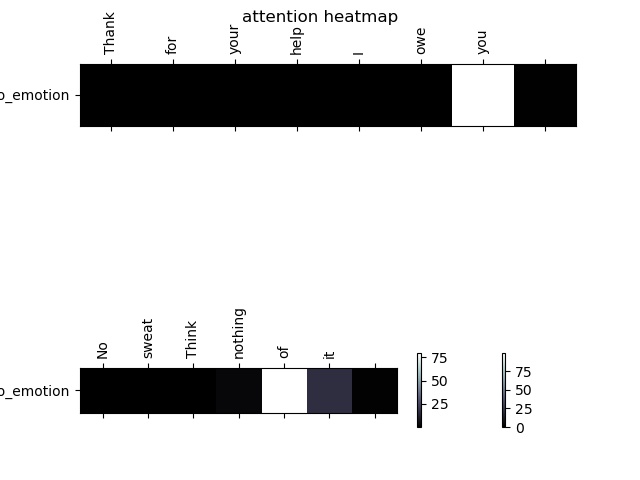 attention heatmap
Thank for your help I owe you
o_emotion
No sweat Think nothing of it
o_emotion
75
50
25
75
50
25
0